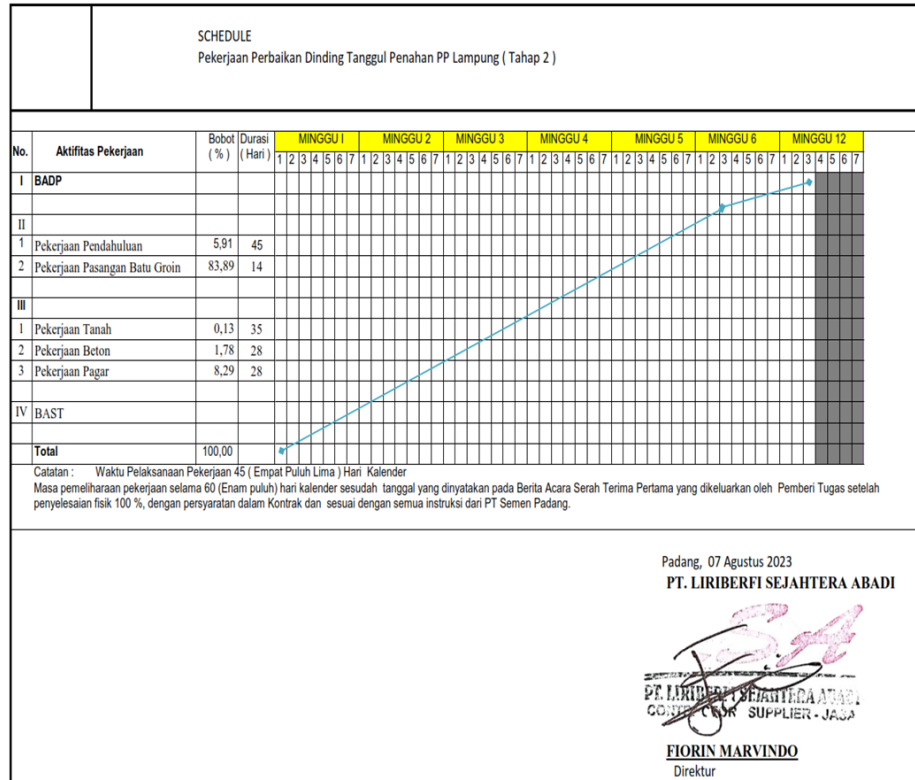 SCHEDULE
Pekerjaan Perbaikan Dinding Tanggul Penahan PP Lampung ( Tahap 2 )
No. Aktifitas Pekerjaan Bobot ( % ) Durasi ( Hari ) MINGGU I MINGGU 2 MINGGU 3 MINGGU 4 MINGGU 5 MINGGU 6 MINGGU 12
1 2 3 4 5 6 7 1 2 3 4 5 6 7 1 2 3 4 5 6 7 1 2 3 4 5 6 7 1 2 3 4 5 6 7 1 2 3 4 5 6 7 1 2 3 4 5 6 7
I BADP
II
1 Pekerjaan Pendahuluan 5,91 45
2 Pekerjaan Pasangan Batu Groin 83,89 14
III
1 Pekerjaan Tanah 0,13 35
2 Pekerjaan Beton 1,78 28
3 Pekerjaan Pagar 8,29 28
IV BAST
Total 100,00
Catatan : Waktu Pelaksanaan Pekerjaan 45 ( Empat Puluh Lima ) Hari Kalender
Masa pemeliharaan pekerjaan selama 60 (Enam puluh) hari kalender sesudah tanggal yang dinyatakan pada Berita Acara Serah Terima Pertama yang dikeluarkan oleh Pemberi Tugas setelah
penyelesaian fisik 100 %, dengan persyaratan dalam Kontrak dan sesuai dengan semua instruksi dari PT Semen Padang.
Padang, 07 Agustus 2023
PT. LIRIBERFI SEJAHTERA ABADI
PT. LIRIBERFI SEJAHTERA ABADI
SUPPLIER - JASA
FIORIN MARVINDO
Direktur